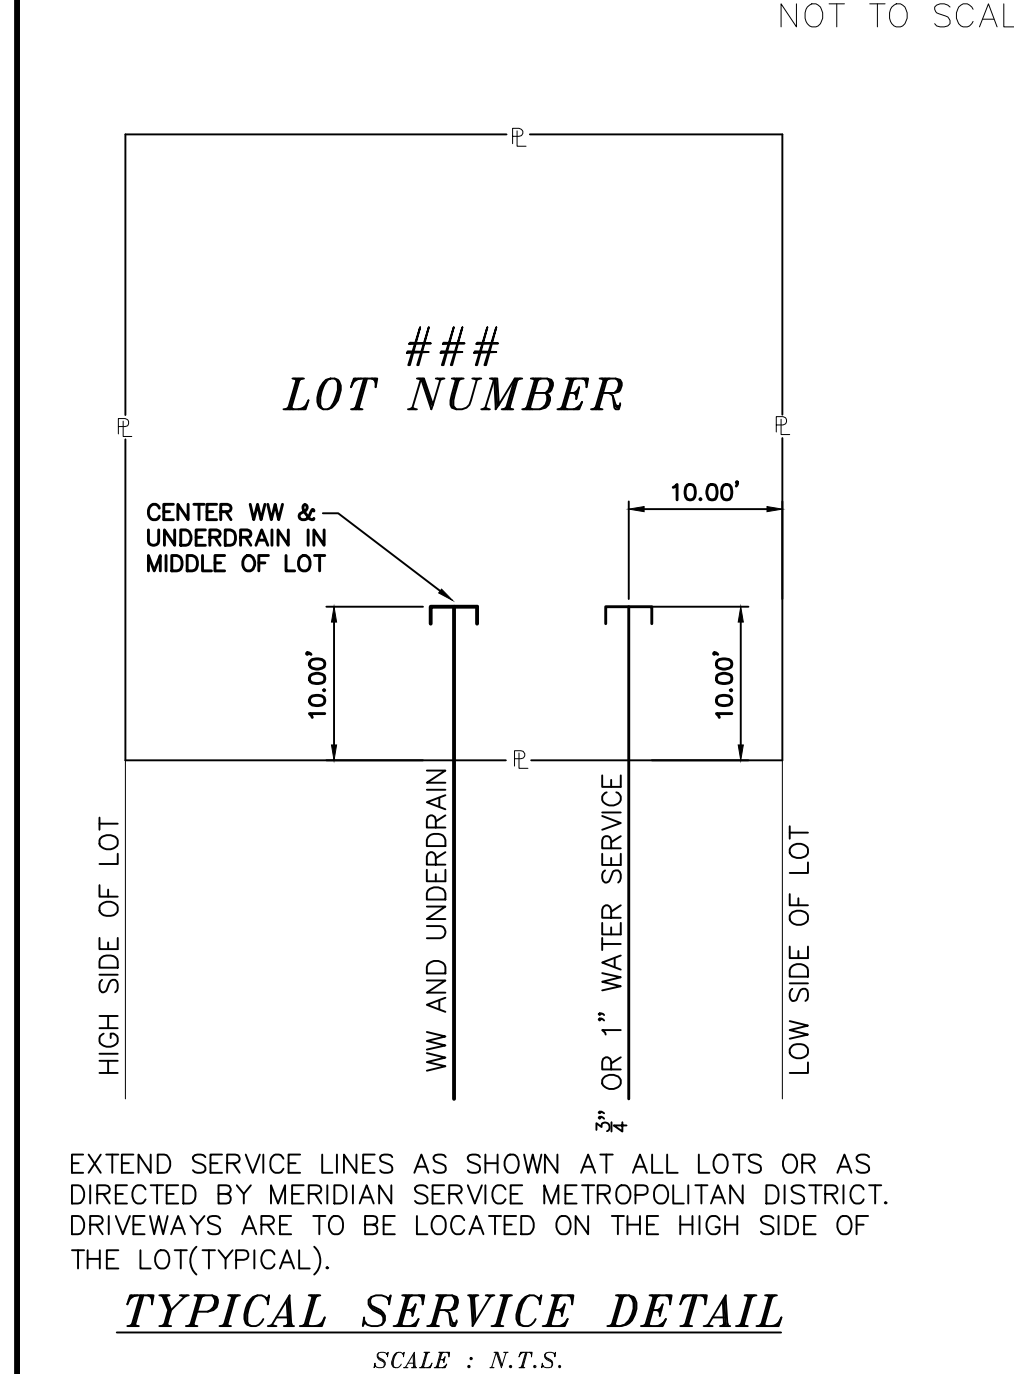 NOT TO SCAL
PL
###
LOT NUMBER
PL
PL
10.00'
CENTER WW &
UNDERDRAIN IN
MIDDLE OF LOT
10.00'
10.00'
PL
HIGH SIDE OF LOT
WW AND UNDERDRAIN
3/4" OR 1" WATER SERVICE
LOW SIDE OF LOT
EXTEND SERVICE LINES AS SHOWN AT ALL LOTS OR AS
DIRECTED BY MERIDIAN SERVICE METROPOLITAN DISTRICT.
DRIVEWAYS ARE TO BE LOCATED ON THE HIGH SIDE OF
THE LOT(TYPICAL).
TYPICAL SERVICE DETAIL
SCALE : N.T.S.